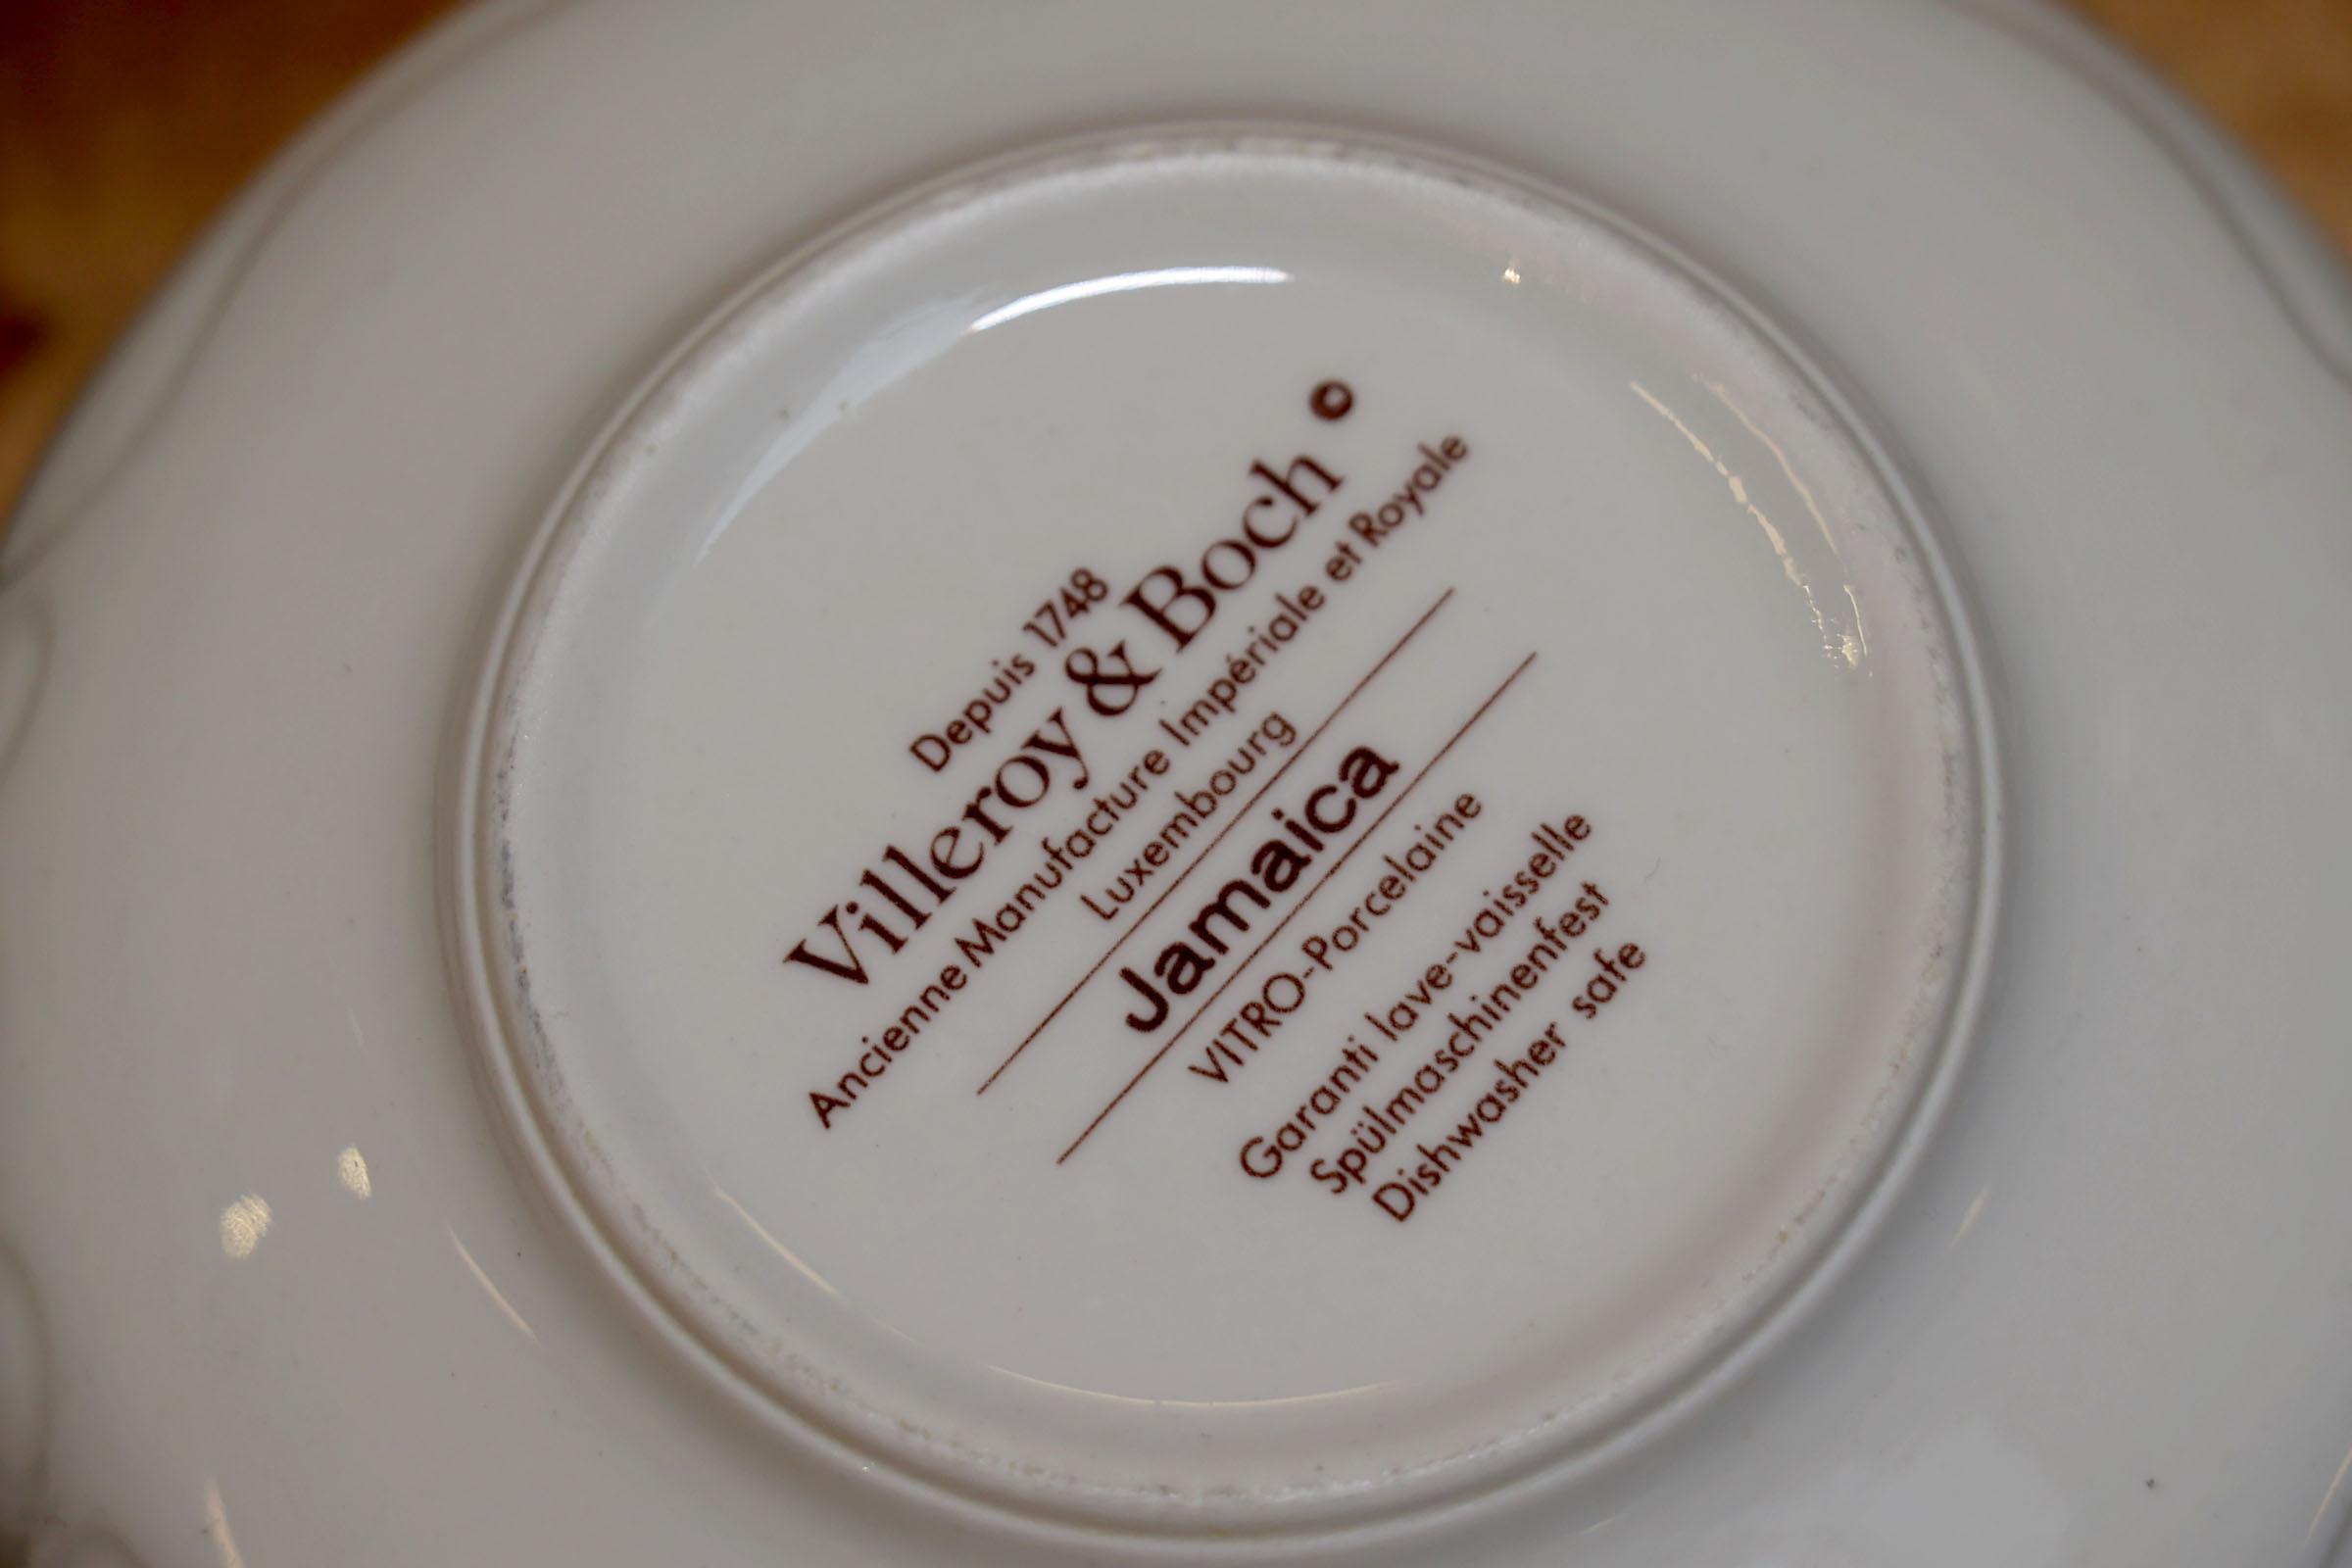 ©
Depuis 1748
Villeroy & Boch
Ancienne Manufacture Impériale et Royale
Luxembourg
Jamaica
VITRO-Porcelaine
Garanti lave-vaisselle
Spülmaschinenfest
Dishwasher safe